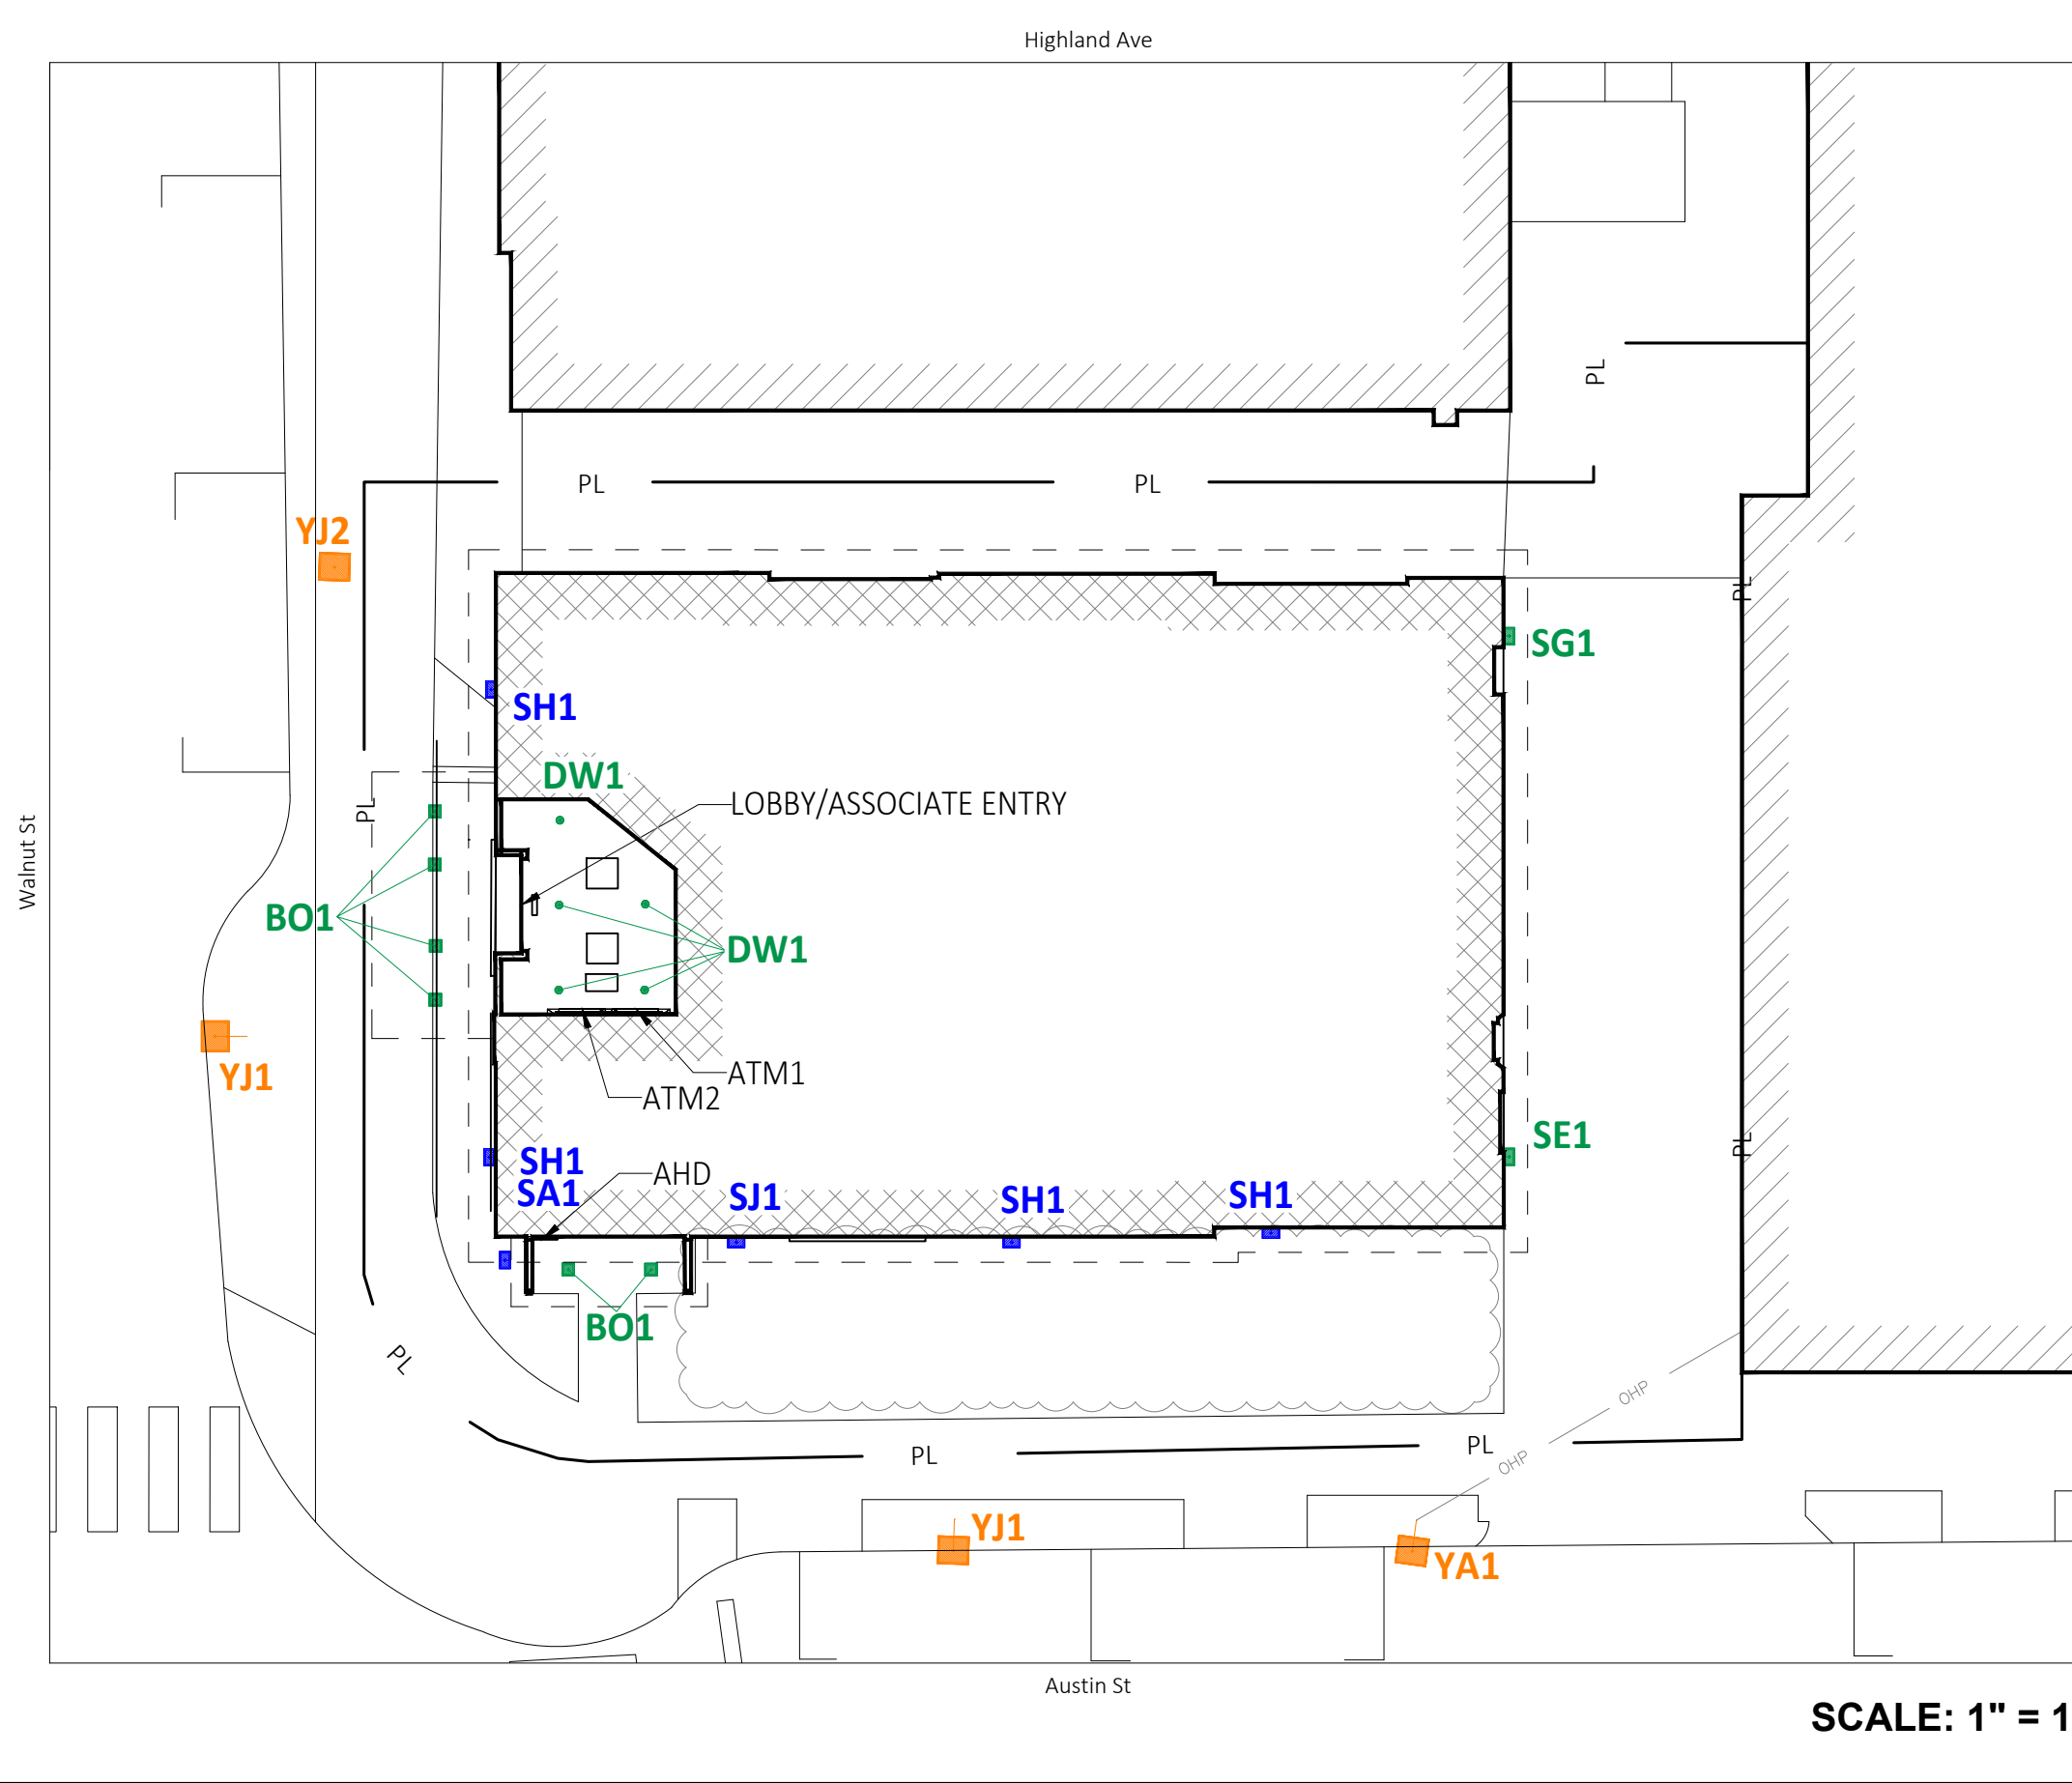 Highland Ave
PL
PL
PL
YJ2
PL
SG1
SH1
DW1
LOBBY/ASSOCIATE ENTRY
PL
Walnut St
BO1
DW1
YJ1
ATM1
ATM2
SE1
PL
SH1
SA1
AHD
SJ1
SH1
SH1
BO1
PL
OHP
PL
PL
OHP
YJ1
YA1
Austin St
SCALE: 1" = 1